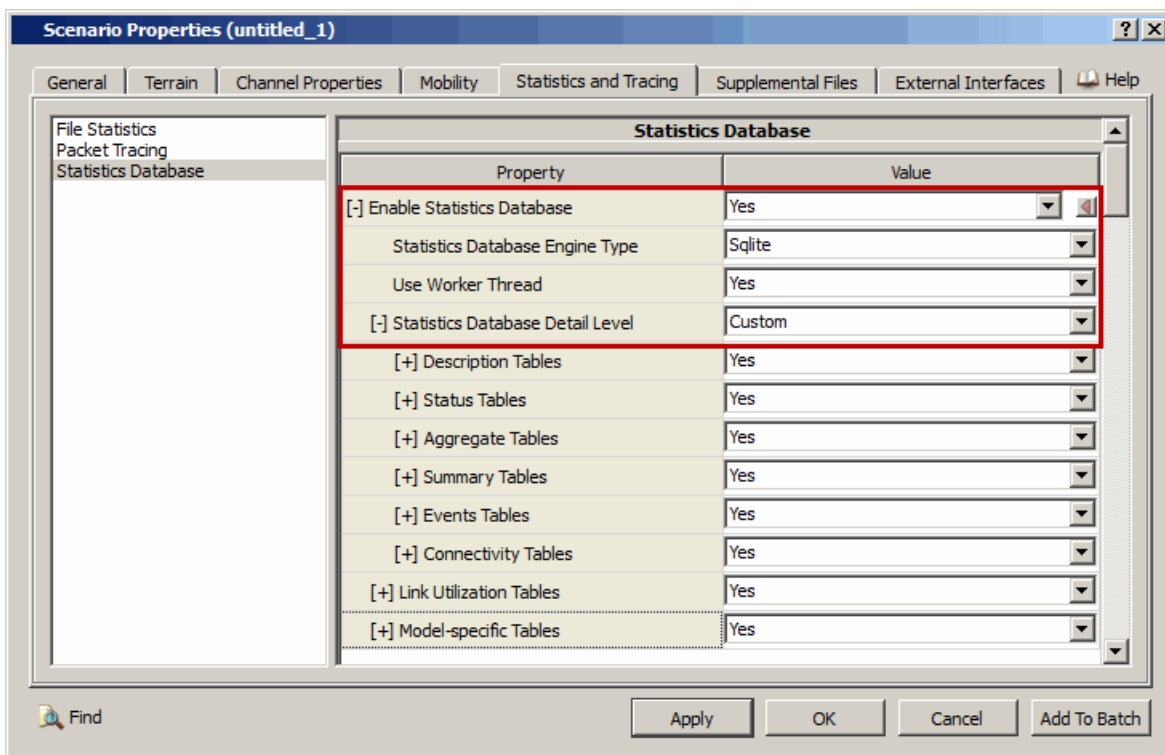 Scenario Properties (untitled_1)
General Terrain Channel Properties Mobility Statistics and Tracing Supplemental Files External Interfaces Help
File Statistics
Packet Tracing
Statistics Database
Statistics Database
Property Value
[-] Enable Statistics Database Yes
Statistics Database Engine Type Sqlite
Use Worker Thread Yes
[-] Statistics Database Detail Level Custom
[+] Description Tables Yes
[+] Status Tables Yes
[+] Aggregate Tables Yes
[+] Summary Tables Yes
[+] Events Tables Yes
[+] Connectivity Tables Yes
[+] Link Utilization Tables Yes
[+] Model-specific Tables Yes
Find Apply OK Cancel Add To Batch